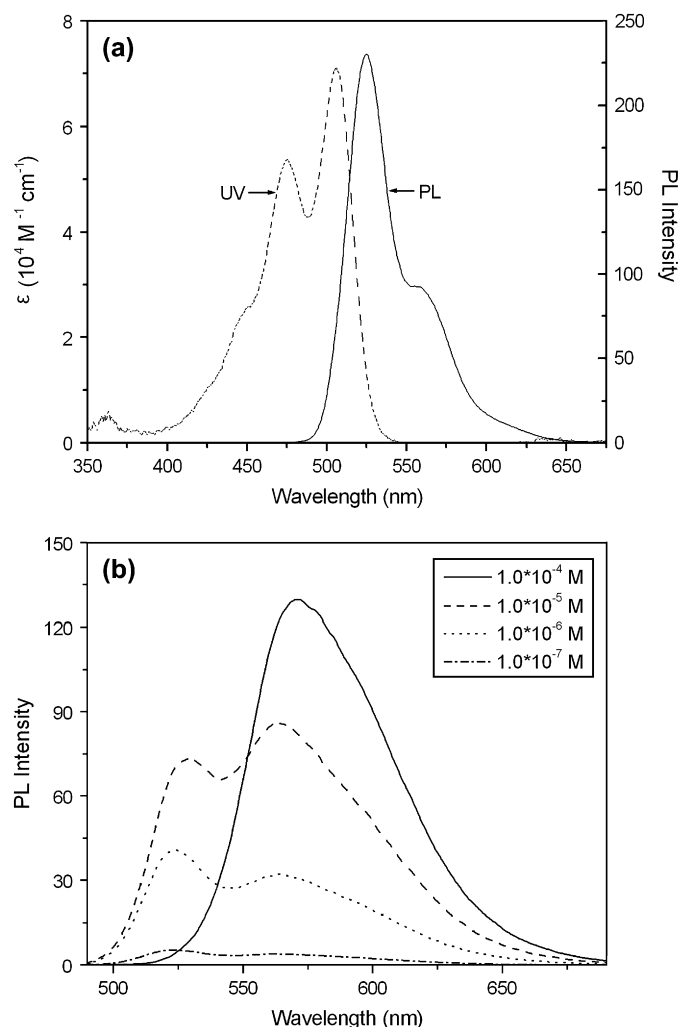 (a)
8
6
4
2
0
ε (10⁴ M⁻¹ cm⁻¹)
250
200
150
100
50
0
PL Intensity
UV
PL
350 400 450 500 550 600 650
Wavelength (nm)
(b)
150
120
90
60
30
0
PL Intensity
1.0*10⁻⁴ M
1.0*10⁻⁵ M
1.0*10⁻⁶ M
1.0*10⁻⁷ M
500 550 600 650
Wavelength (nm)